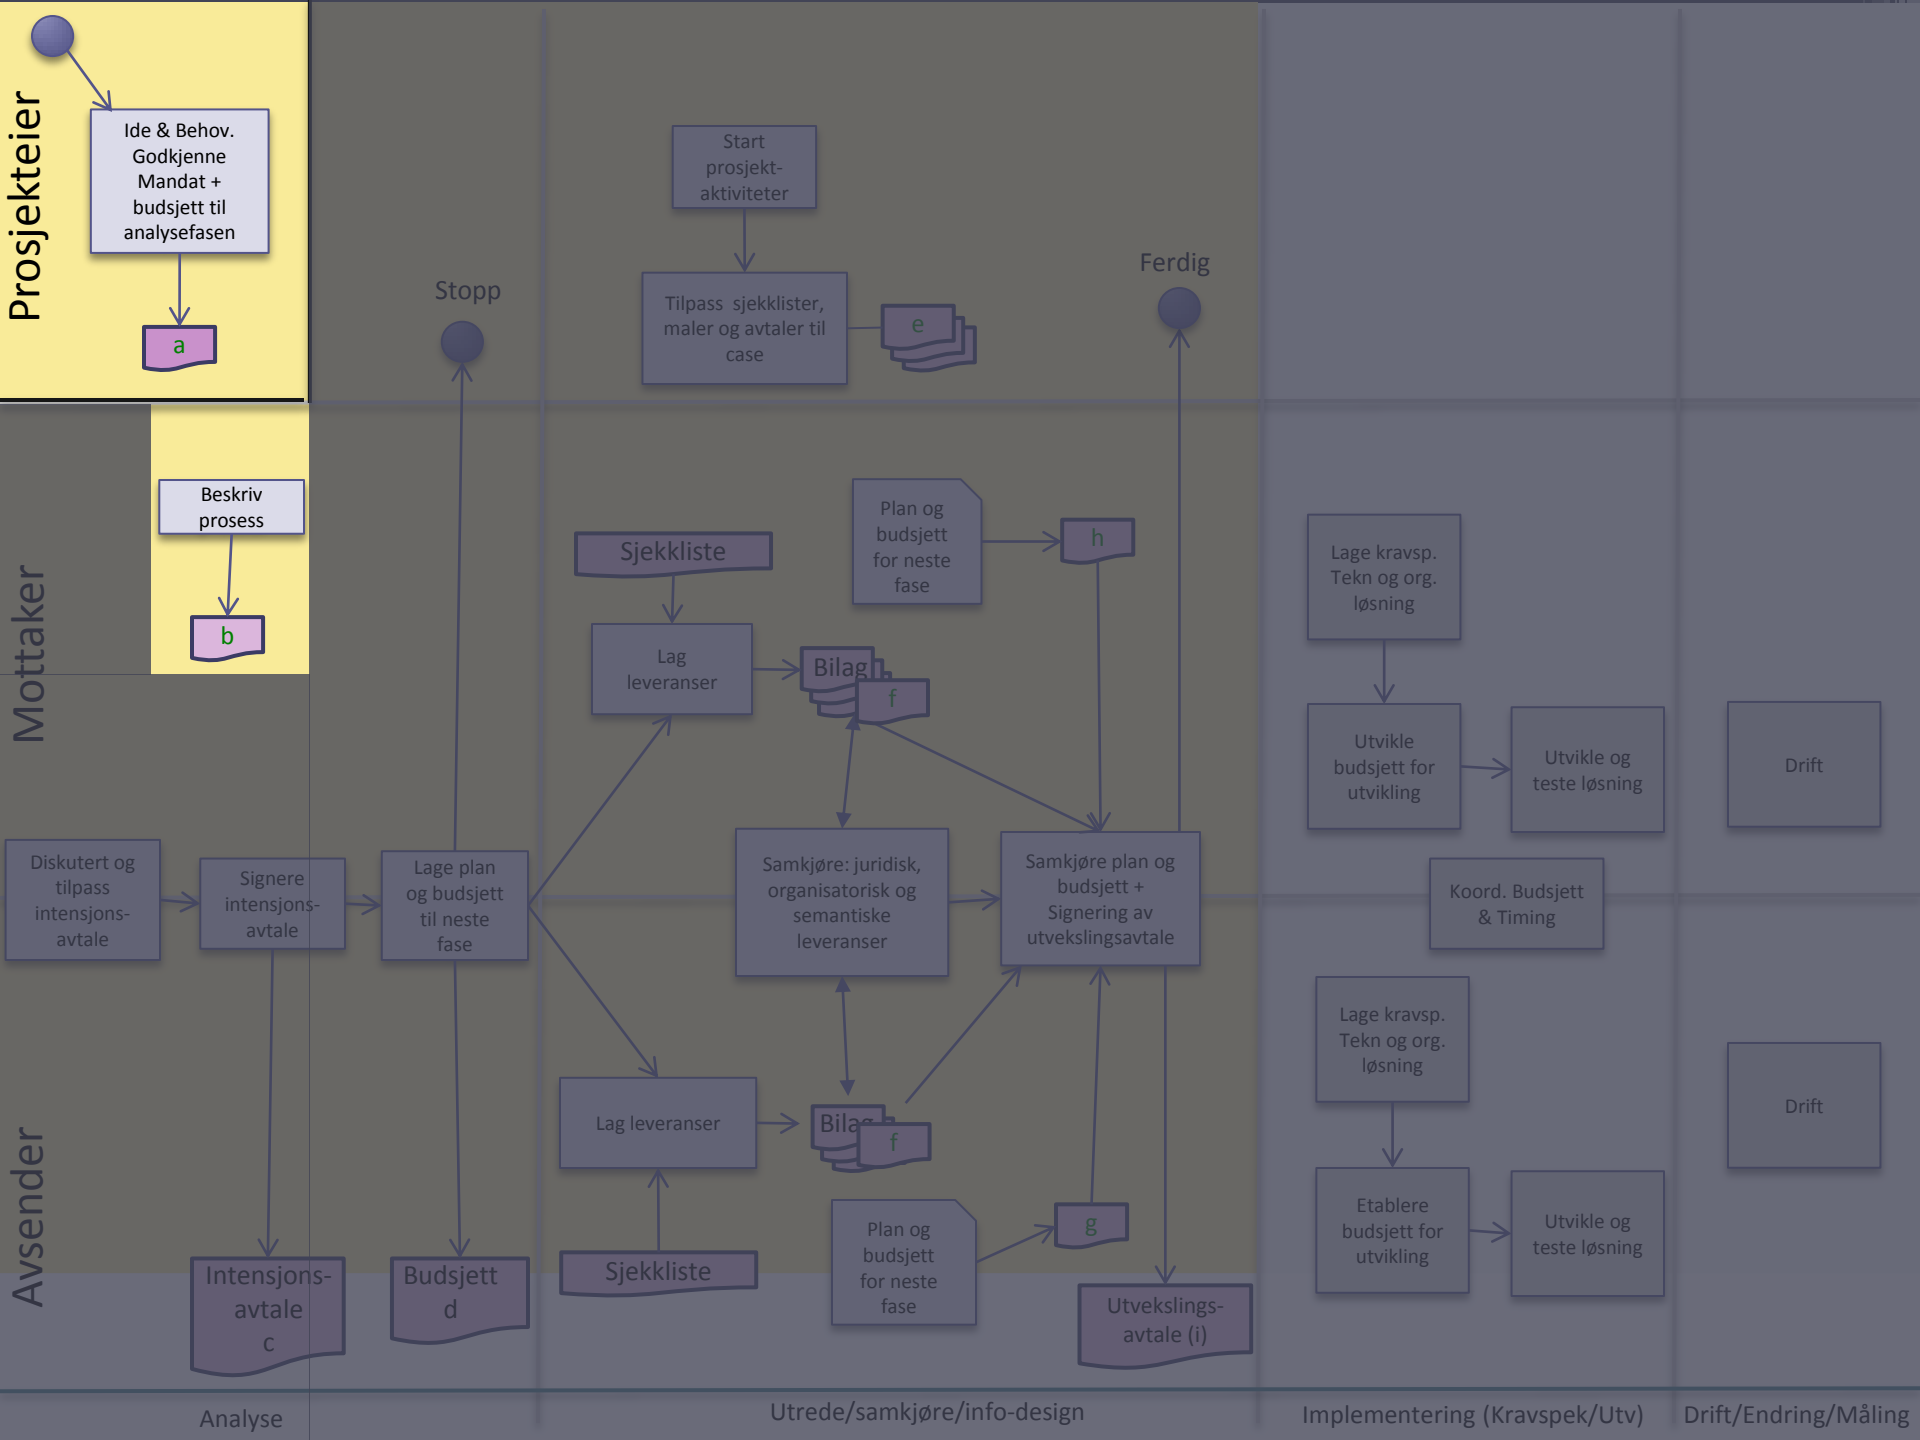 Prosjekteier
Ide & Behov.
Godkjenne
Mandat +
budsjett til
analysefasen
a
Stopp
Start
prosjekt-
aktiviteter
Tilpass sjekklister,
maler og avtaler til
case
e
Ferdig
Mottaker
Beskriv
prosess
b
Sjekkliste
Lag
leveranser
Bilag
f
Plan og
budsjett
for neste
fase
h
Lage kravsp.
Tekn og org.
løsning
Utvikle
budsjett for
utvikling
Utvikle og
teste løsning
Drift
Diskutert og
tilpass
intensjons-
avtale
Signere
intensjons-
avtale
Lage plan
og budsjett
til neste
fase
Samkjøre: juridisk,
organisatorisk og
semantiske
leveranser
Samkjøre plan og
budsjett +
Signering av
utvekslingsavtale
Koord. Budsjett
& Timing
Avsender
Lag leveranser
Bilag
f
Sjekkliste
Plan og
budsjett
for neste
fase
g
Lage kravsp.
Tekn og org.
løsning
Etablere
budsjett for
utvikling
Utvikle og
teste løsning
Drift
Intensjons-
avtale
c
Budsjett
d
Utvekslings-
avtale (i)
Analyse
Utrede/samkjøre/info-design
Implementering (Kravspek/Utv)
Drift/Endring/Måling